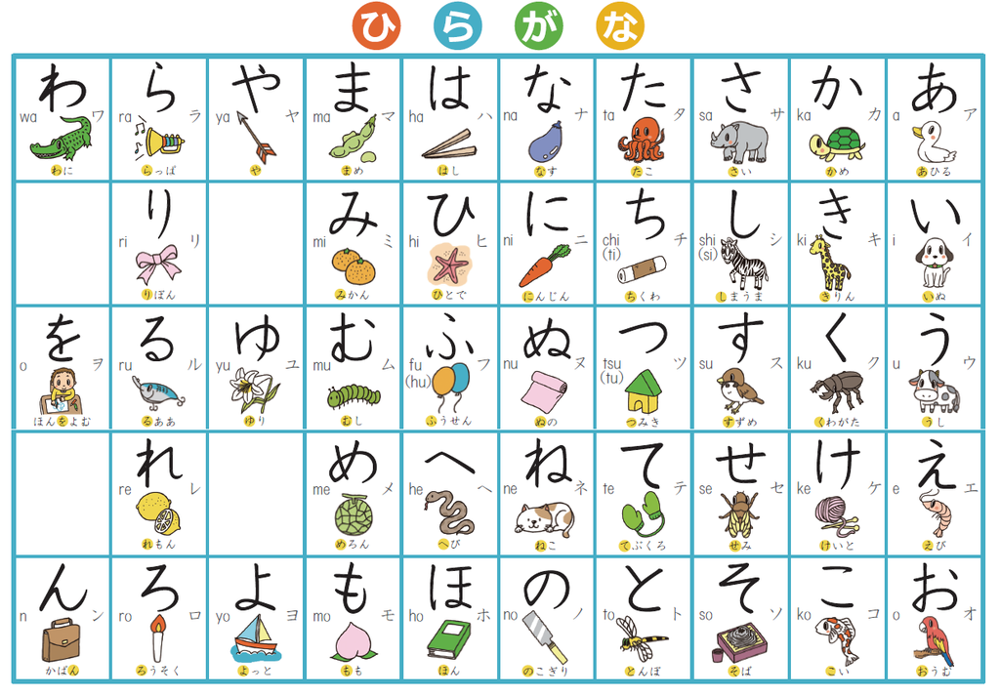 ひらがな
あ
a ア
あひる
い
i イ
いぬ
う
u ウ
うし
え
e エ
えび
お
o オ
おうむ
か
ka カ
かめ
き
ki キ
きりん
く
ku ク
くわがた
け
ke ケ
けいと
こ
ko コ
こい
さ
sa サ
さい
し
shi シ
(si)
しまうま
す
su ス
すずめ
せ
se セ
せみ
そ
so ソ
そば
た
ta タ
たこ
ち
chi チ
(ti)
ちくわ
つ
tsu ツ
(tu)
つみき
て
te テ
てぶくろ
と
to ト
とんぼ
な
na ナ
なす
に
ni ニ
にんじん
ぬ
nu ヌ
ぬの
ね
ne ネ
ねこ
の
no ノ
のこぎり
は
ha ハ
はし
ひ
hi ヒ
ひとで
ふ
fu フ
(hu)
ふうせん
へ
he ヘ
へび
ほ
ho ホ
ほん
ま
ma マ
まめ
み
mi ミ
みかん
む
mu ム
むし
め
me メ
めろん
も
mo モ
もも
や
ya ヤ
や
ゆ
yu ユ
ゆり
よ
yo ヨ
よっと
ら
ra ラ
らっぱ
り
ri リ
りぼん
る
ru ル
るああ
れ
re レ
れもん
ろ
ro ロ
ろうそく
わ
wa ワ
わに
を
o ヲ
ほんをよむ
ん
n ン
かばん